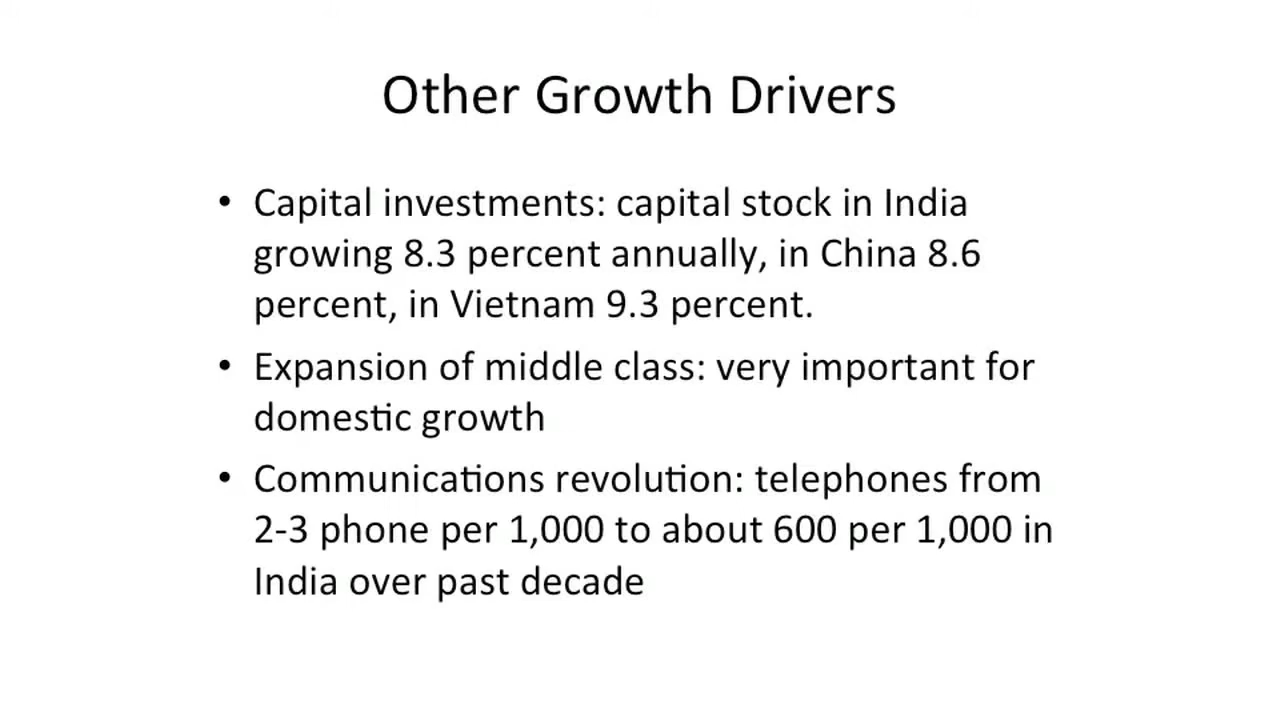 Other Growth Drivers
• Capital investments: capital stock in India
growing 8.3 percent annually, in China 8.6
percent, in Vietnam 9.3 percent.
• Expansion of middle class: very important for
domestic growth
• Communications revolution: telephones from
2-3 phone per 1,000 to about 600 per 1,000 in
India over past decade